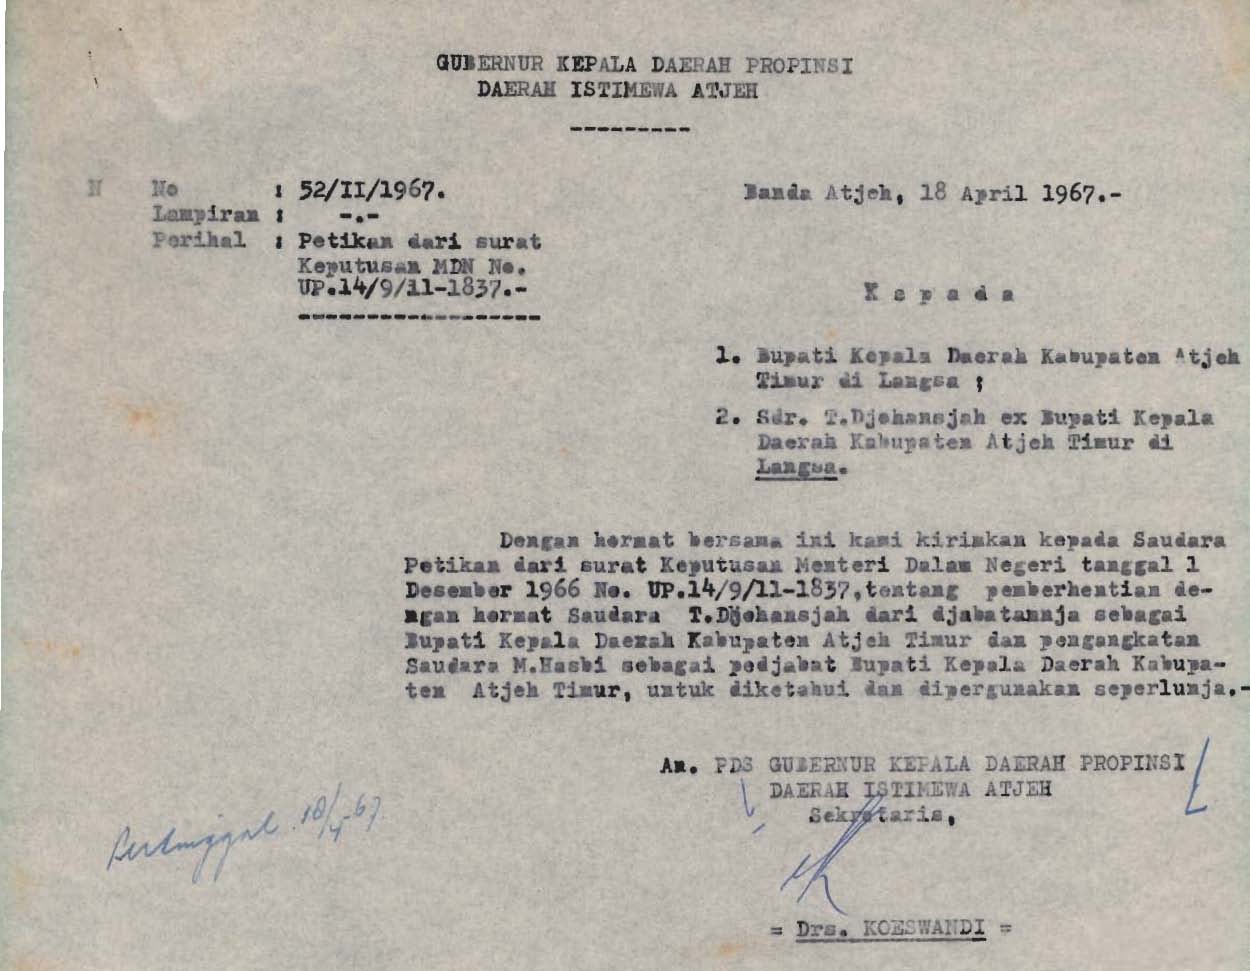 GUBERNUR KEPALA DAERAH PROPINSI
DAERAH ISTIMEWA ATJEH
---------
N No : 52/II/1967.
Banda Atjeh, 18 April 1967.-
Lampiran : -.-
Perihal : Petikan dari surat
Keputusan MDN No.
UP.14/9/11-1837.-
------------------
K e p a d a
1. Bupati Kepala Daerah Kabupaten Atjeh
Timur di Langsa ;
2. Sdr. T.Djohansjah ex Bupati Kepala
Daerah Kabupaten Atjeh Timur di
Langsa.
Dengan hormat bersama ini kami kirimkan kepada Saudara
Petikan dari surat Keputusan Menteri Dalam Negeri tanggal 1
Desember 1966 No. UP.14/9/11-1837,tentang pemberhentian de-
ngan hormat Saudara T.Djohansjah dari djabatannja sebagai
Bupati Kepala Daerah Kabupaten Atjeh Timur dan pengangkatan
Saudara M.Hasbi sebagai pedjabat Bupati Kepala Daerah Kabupa-
ten Atjeh Timur, untuk diketahui dan dipergunakan seperlunja.-
An. PDS GUBERNUR KEPALA DAERAH PROPINSI
DAERAH ISTIMEWA ATJEH
Sekretaris,
Pertinggal 18/4-67
= Drs. KOESWANDI =